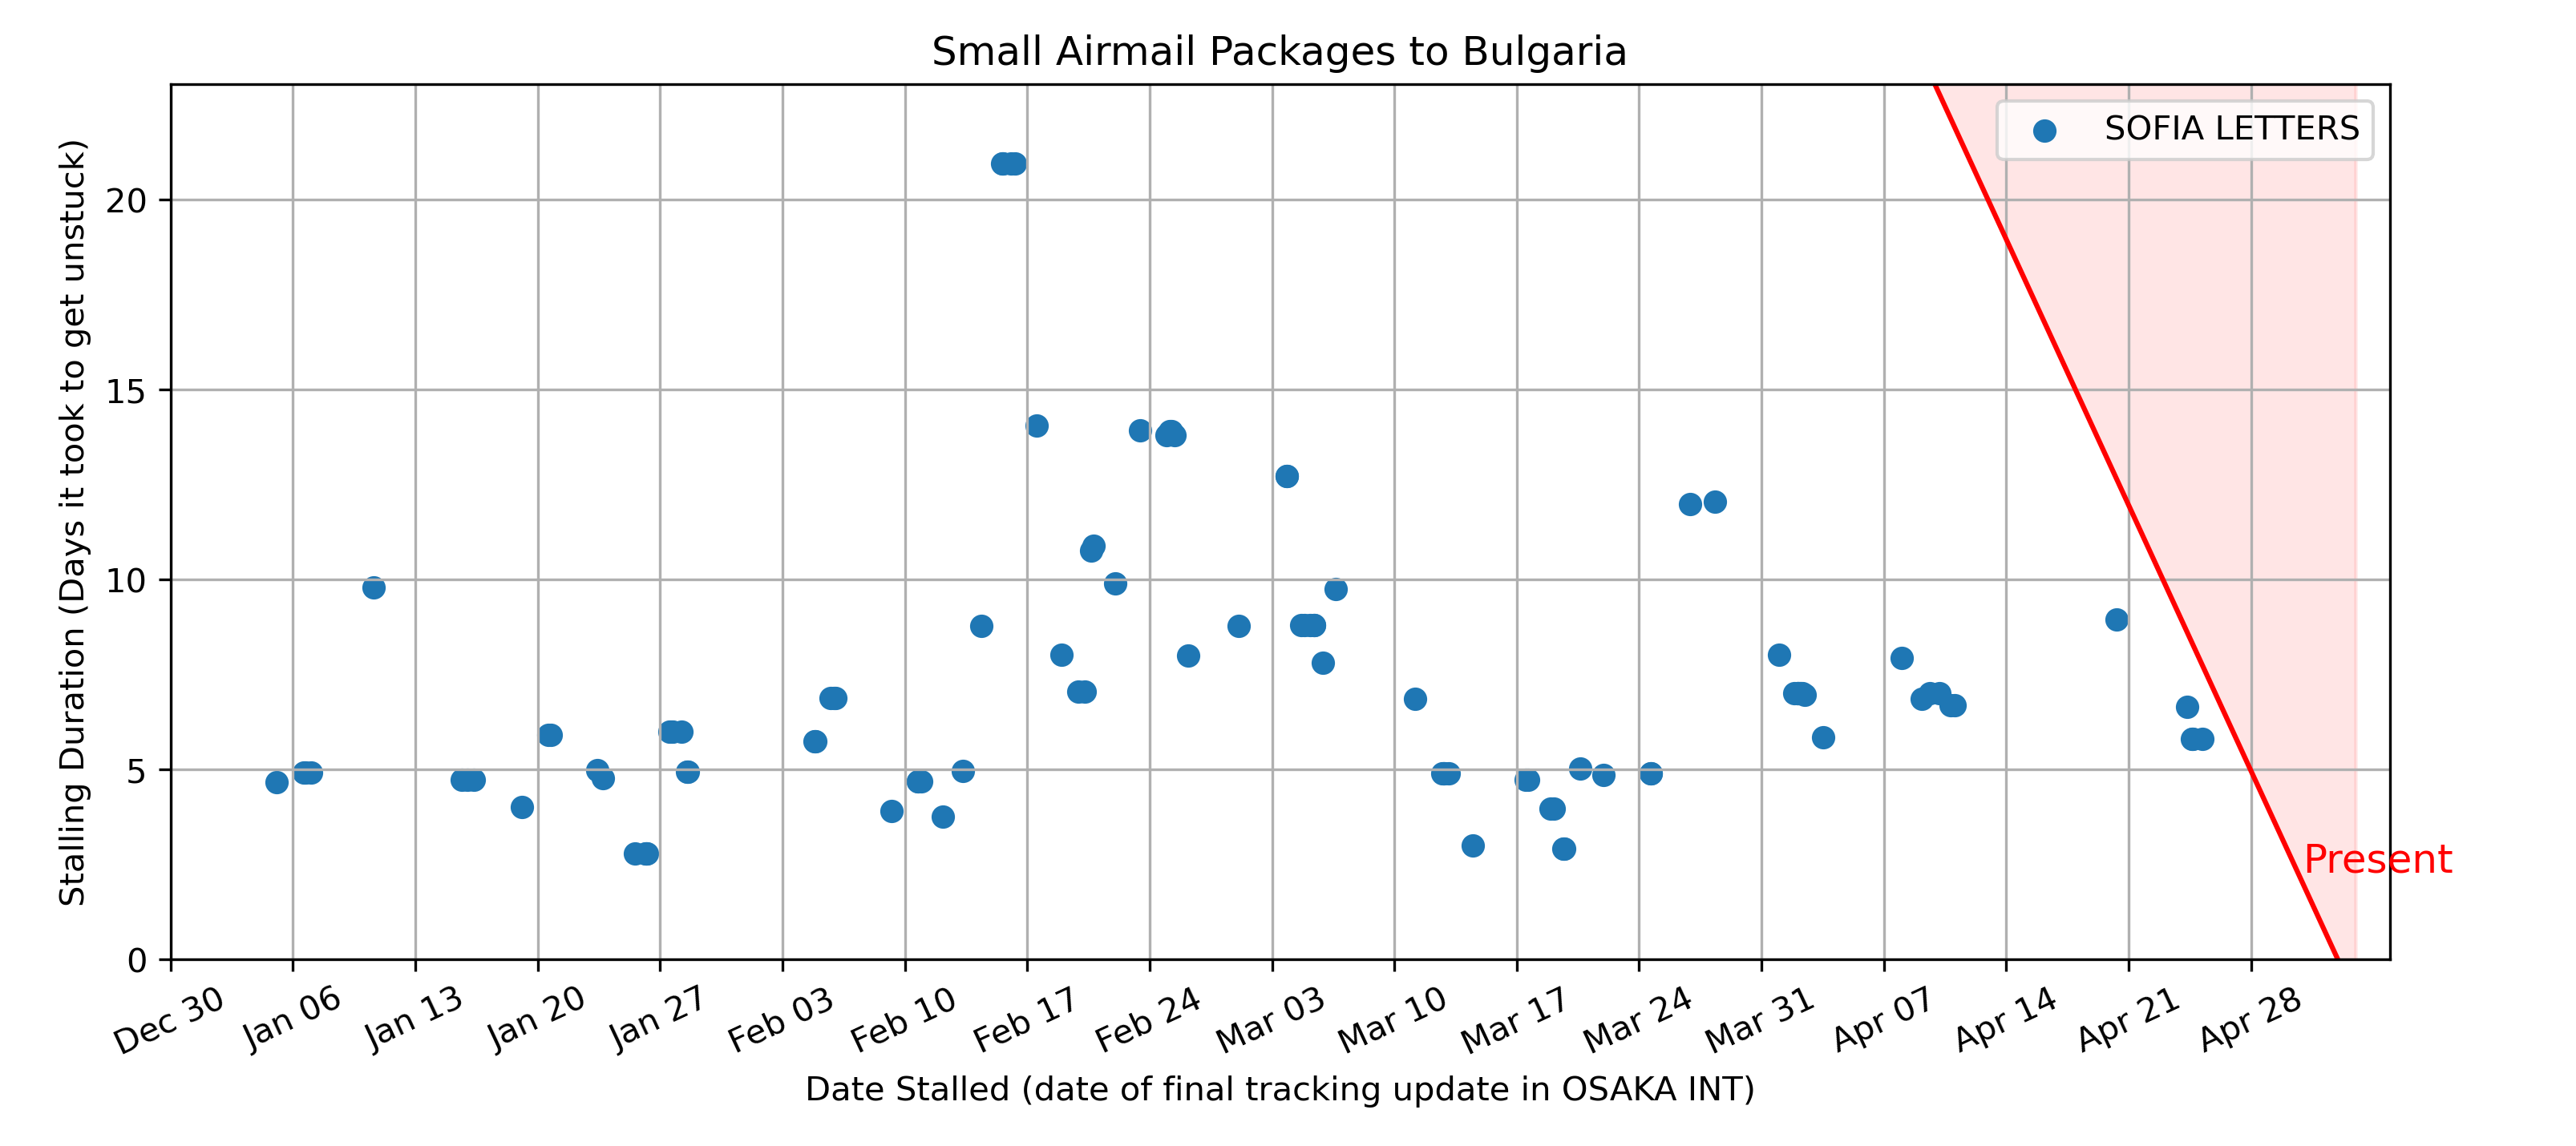 Small Airmail Packages to Bulgaria
SOFIA LETTERS
Stalling Duration (Days it took to get unstuck)
20
15
10
5
0
Present
Dec 30
Jan 06
Jan 13
Jan 20
Jan 27
Feb 03
Feb 10
Feb 17
Feb 24
Mar 03
Mar 10
Mar 17
Mar 24
Mar 31
Apr 07
Apr 14
Apr 21
Apr 28
Date Stalled (date of final tracking update in OSAKA INT)